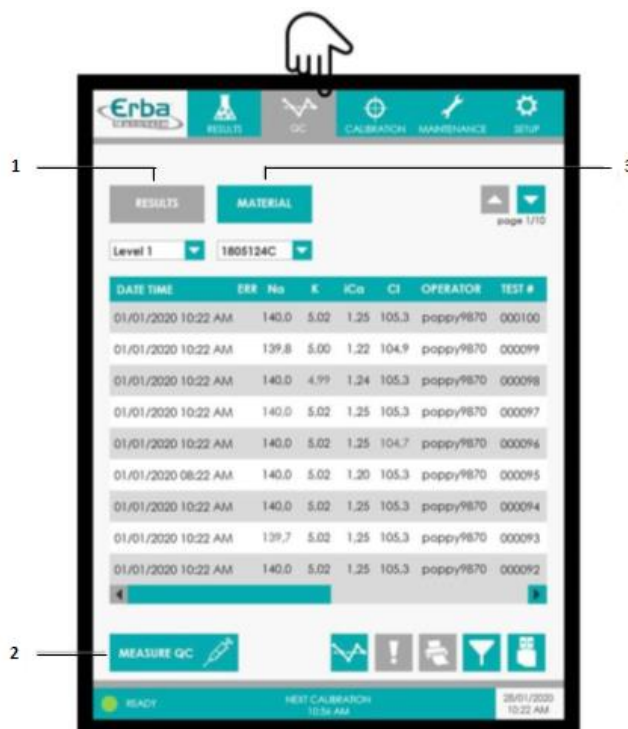 Erba
RESULTS QC CALIBRATION MAINTENANCE SETUP
1 3
RESULTS MATERIAL
page 1/10
Level 1 1805124C
DATE TIME ERR Na K iCa Cl OPERATOR TEST #
01/01/2020 10:22 AM 140,0 5,02 1,25 105,3 poppy9870 000100
01/01/2020 10:22 AM 139,8 5,00 1,22 104,9 poppy9870 000099
01/01/2020 10:22 AM 140,0 4,99 1,24 105,3 poppy9870 000098
01/01/2020 10:22 AM 140,0 5,02 1,25 105,3 poppy9870 000097
01/01/2020 10:22 AM 140,0 5,02 1,25 104,7 poppy9870 000096
01/01/2020 08:22 AM 140,0 5,02 1,20 105,3 poppy9870 000095
01/01/2020 10:22 AM 140,0 5,02 1,25 105,3 poppy9870 000094
01/01/2020 10:22 AM 139,7 5,02 1,25 105,3 poppy9870 000093
01/01/2020 10:22 AM 140,0 5,02 1,25 105,3 poppy9870 000092
2 MEASURE QC
READY NEXT CALIBRATION 28/01/2020
10:56 AM 10:22 AM